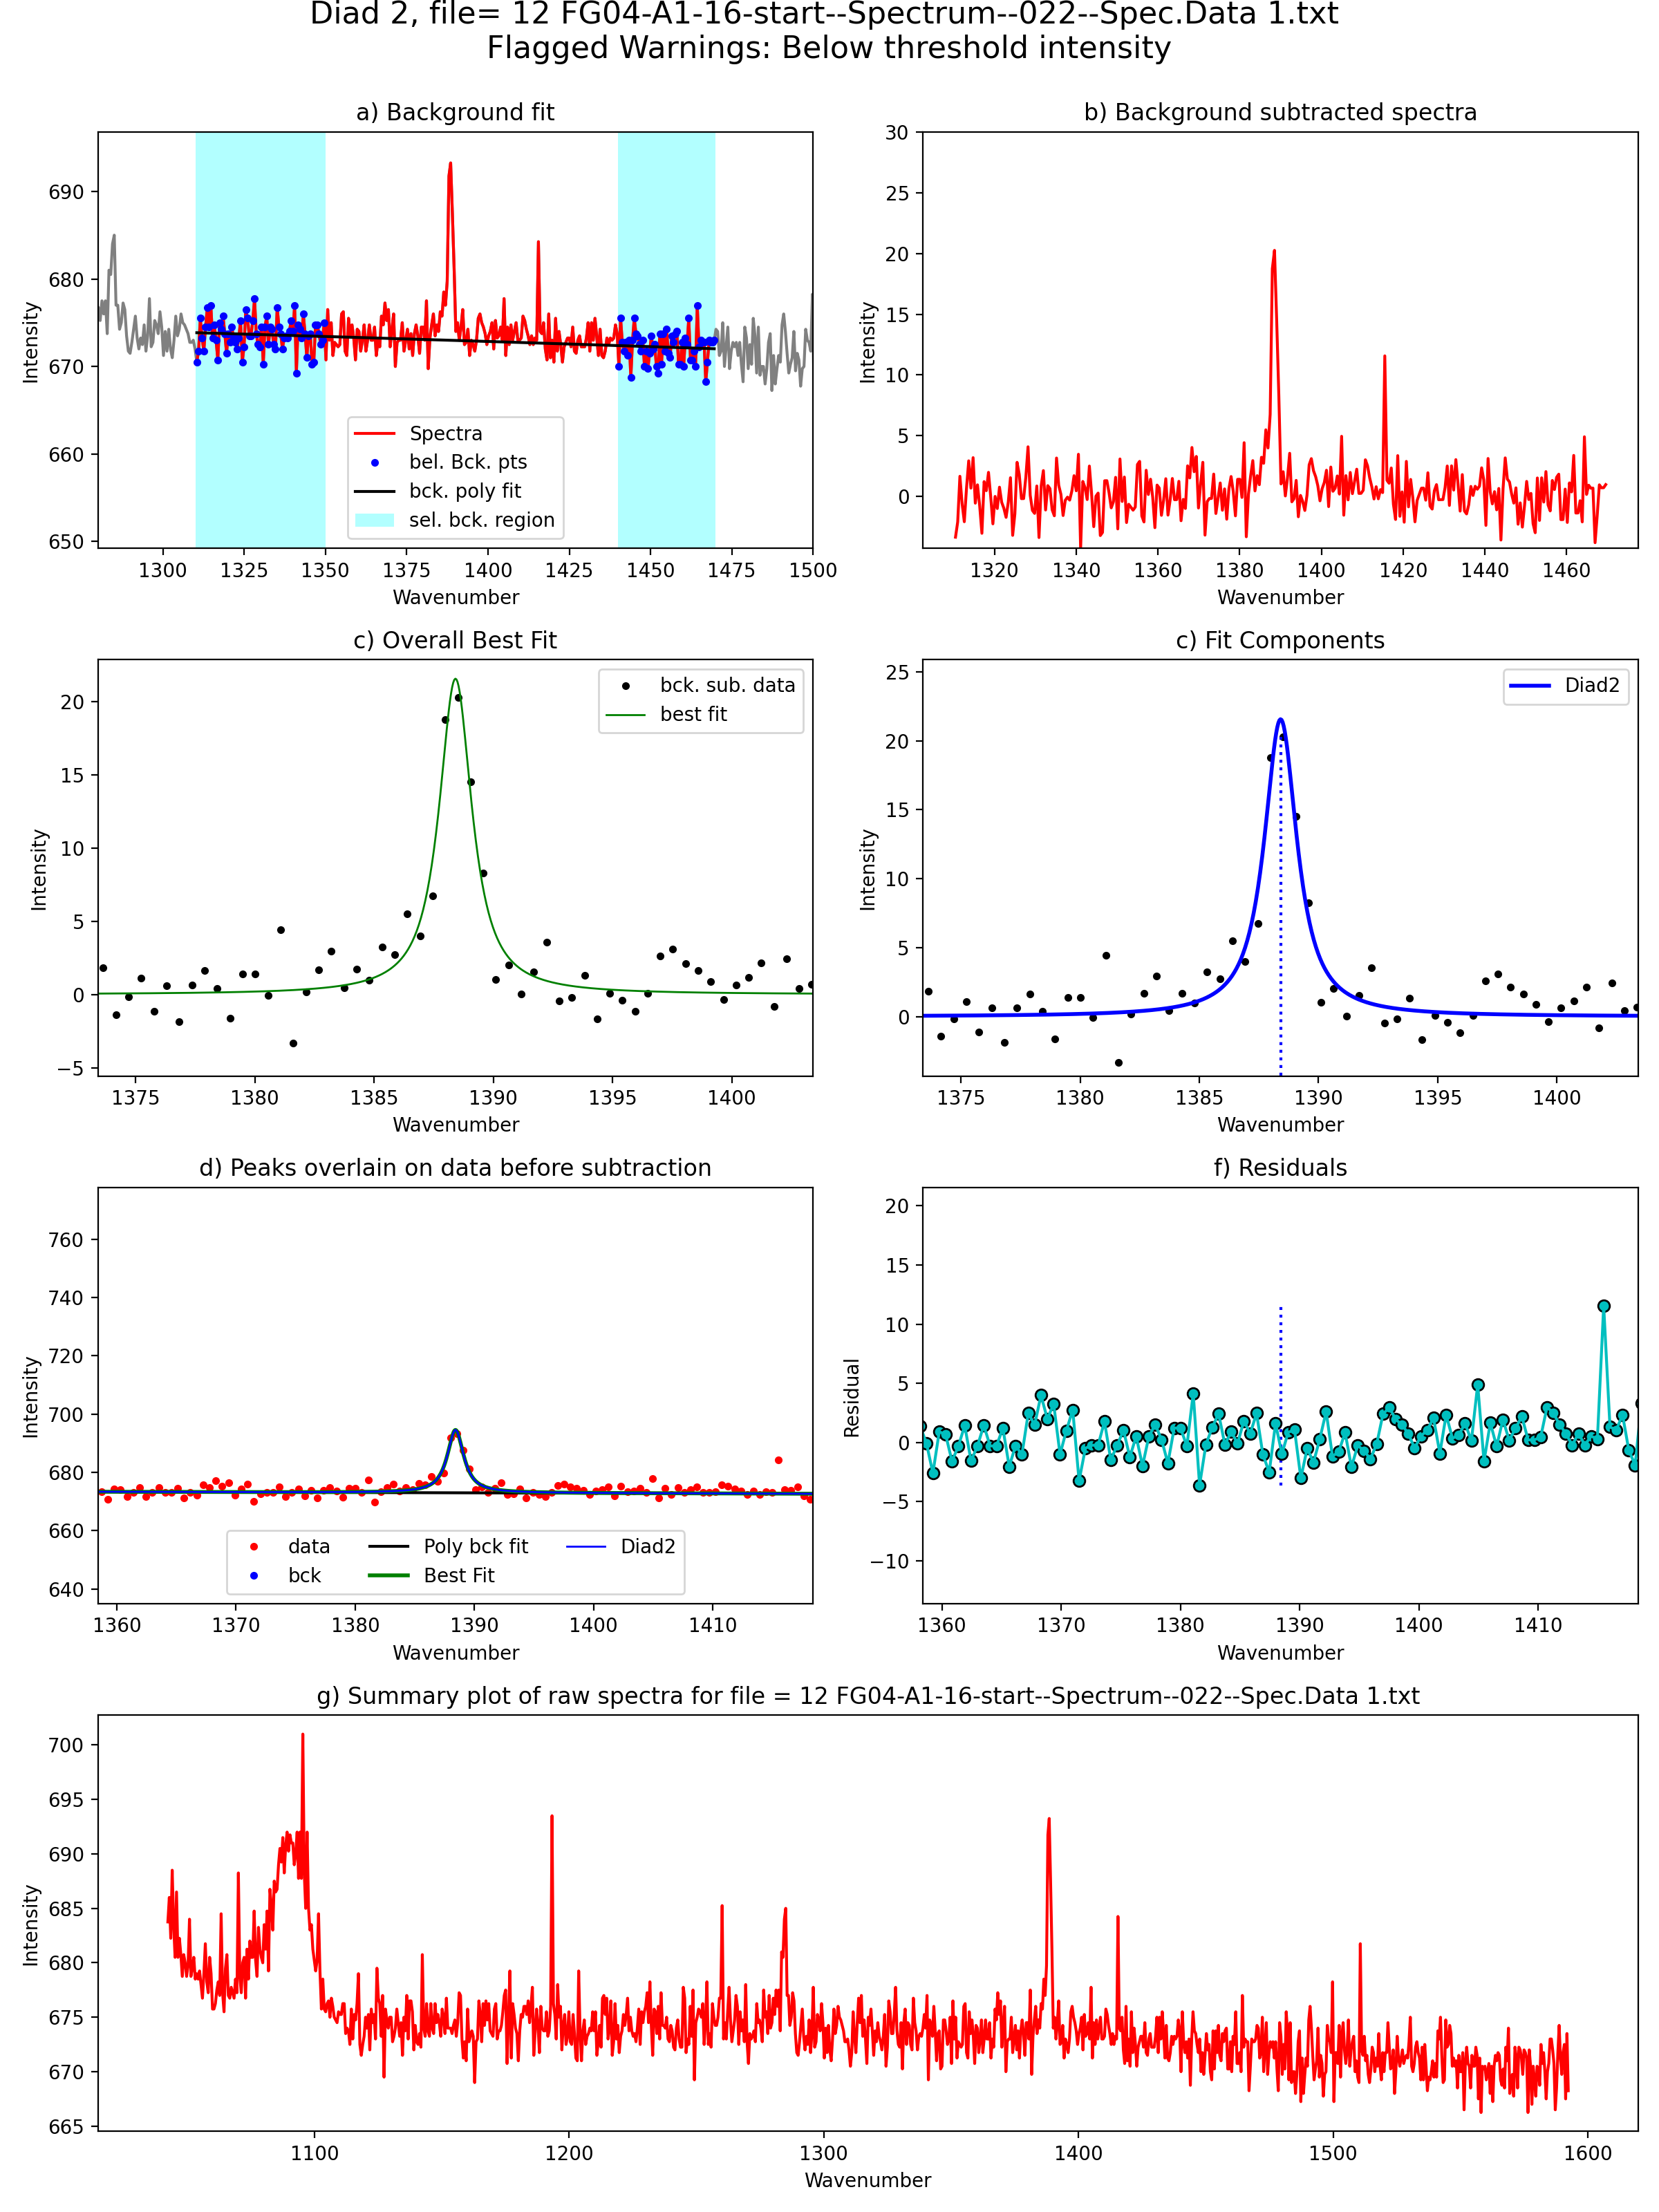 Diad 2, file= 12 FG04-A1-16-start--Spectrum--022--Spec.Data 1.txt
Flagged Warnings: Below threshold intensity
a) Background fit
690
680
670
660
650
Intensity
1300 1325 1350 1375 1400 1425 1450 1475 1500
Wavenumber
Spectra
bel. Bck. pts
bck. poly fit
sel. bck. region
b) Background subtracted spectra
30
25
20
15
10
5
0
Intensity
1320 1340 1360 1380 1400 1420 1440 1460
Wavenumber
c) Overall Best Fit
20
15
10
5
0
−5
Intensity
1375 1380 1385 1390 1395 1400
Wavenumber
bck. sub. data
best fit
c) Fit Components
25
20
15
10
5
0
Intensity
1375 1380 1385 1390 1395 1400
Wavenumber
Diad2
d) Peaks overlain on data before subtraction
760
740
720
700
680
660
640
Intensity
1360 1370 1380 1390 1400 1410
Wavenumber
data
bck
Poly bck fit
Best Fit
Diad2
f) Residuals
20
15
10
5
0
−5
−10
Residual
1360 1370 1380 1390 1400 1410
Wavenumber
g) Summary plot of raw spectra for file = 12 FG04-A1-16-start--Spectrum--022--Spec.Data 1.txt
700
695
690
685
680
675
670
665
Intensity
1100 1200 1300 1400 1500 1600
Wavenumber